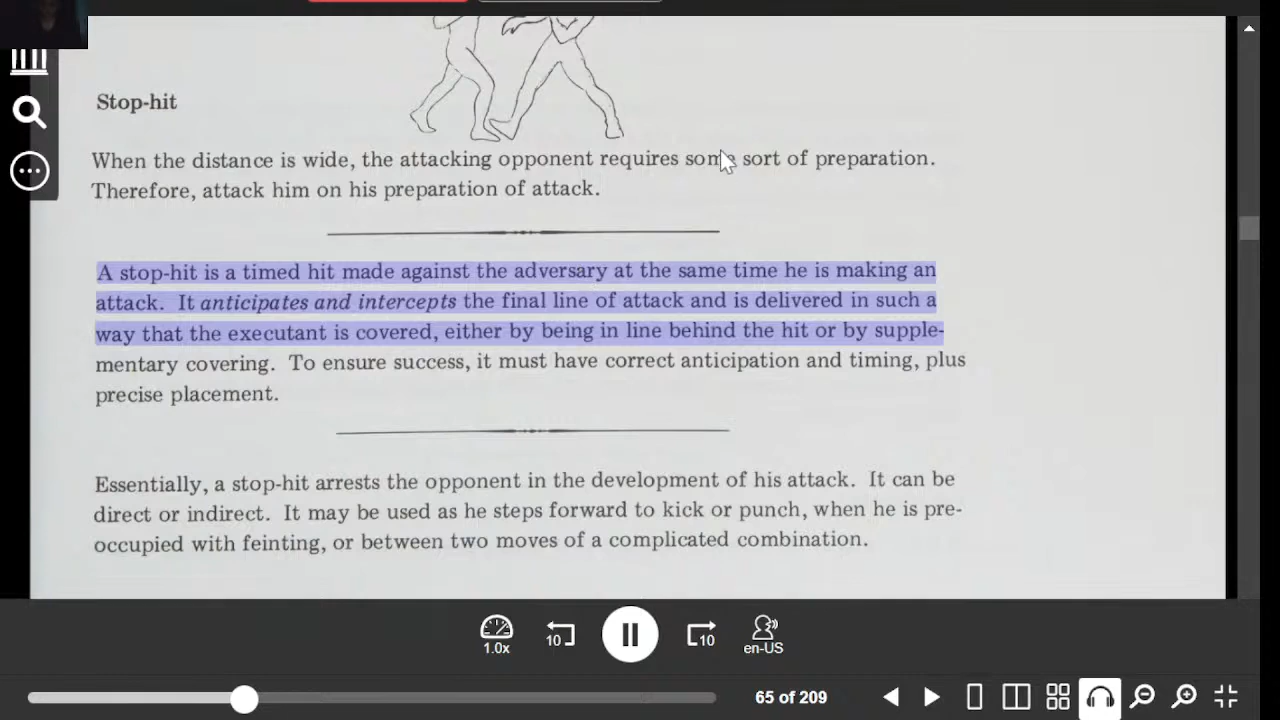 Stop-hit
When the distance is wide, the attacking opponent requires some sort of preparation.
Therefore, attack him on his preparation of attack.
A stop-hit is a timed hit made against the adversary at the same time he is making an
attack. It anticipates and intercepts the final line of attack and is delivered in such a
way that the executant is covered, either by being in line behind the hit or by supple-
mentary covering. To ensure success, it must have correct anticipation and timing, plus
precise placement.
Essentially, a stop-hit arrests the opponent in the development of his attack. It can be
direct or indirect. It may be used as he steps forward to kick or punch, when he is pre-
occupied with feinting, or between two moves of a complicated combination.
1.0x
10
10
en-US
65 of 209